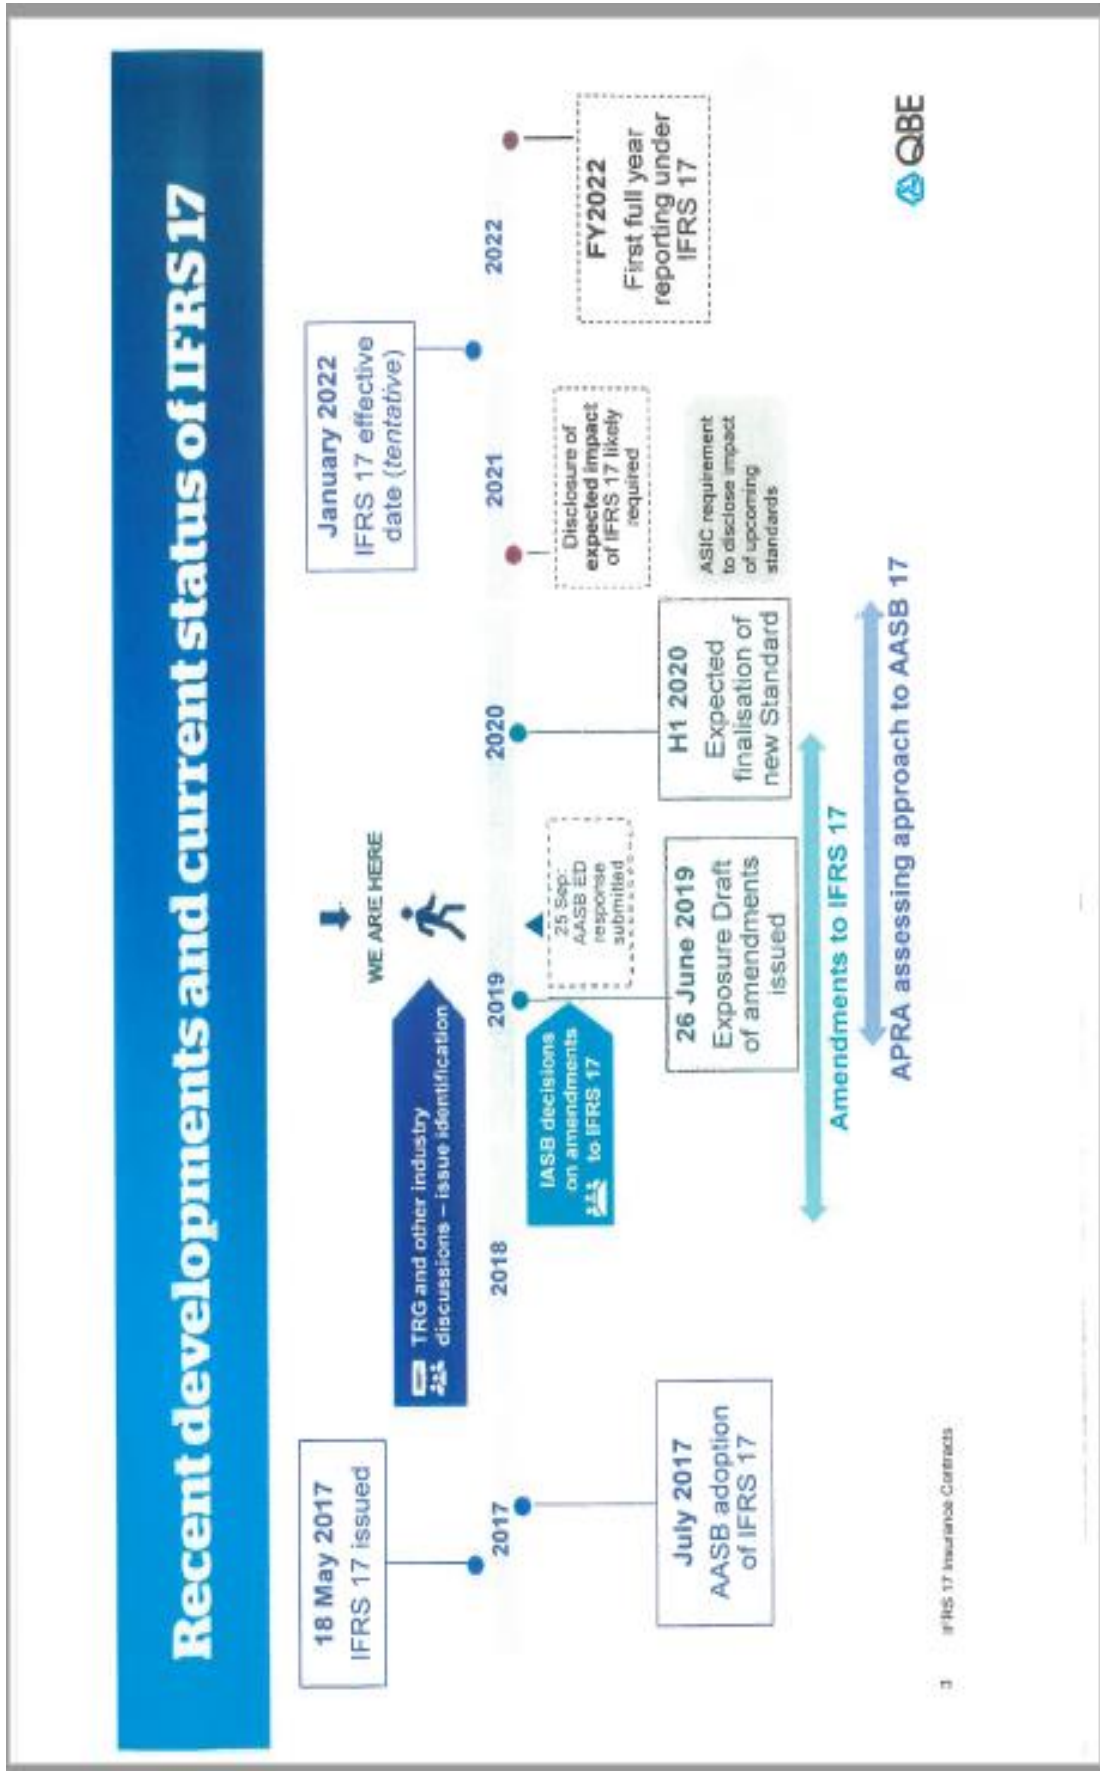 Recent developments and current status of IFRS 17
18 May 2017
IFRS 17 issued
TRG and other industry
discussions – issue identification
WE ARE HERE
January 2022
IFRS 17 effective
date (tentative)
2017
2018
2019
2020
2021
2022
July 2017
AASB adoption
of IFRS 17
IASB decisions
on amendments
to IFRS 17
25 Sep:
AASB ED
response
submitted
26 June 2019
Exposure Draft
of amendments
issued
H1 2020
Expected
finalisation of
new Standard
Disclosure of
expected impact
of IFRS 17 likely
required
ASIC requirement
to disclose impact
of upcoming
standards
FY2022
First full year
reporting under
IFRS 17
Amendments to IFRS 17
APRA assessing approach to AASB 17
3
IFRS 17 Insurance Contracts
QBE